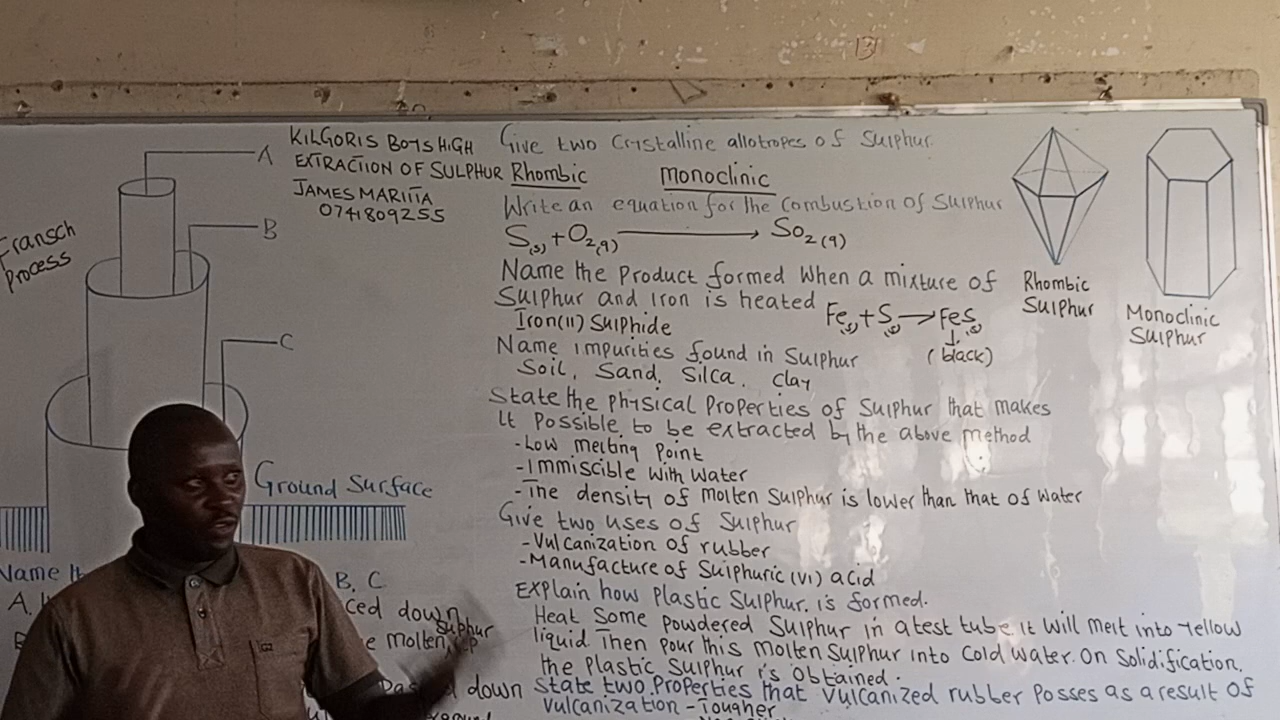 A
B
C
Fransch
Process
KILGORIS BOYS HIGH
EXTRACTION OF SULPHUR
JAMES MARIITA
0741809255
Ground Surface
Name
B, C
A.
ced down
e molten
sulphur
down
Give two Crystalline allotropes of Sulphur.
Rhombic monoclinic
Write an equation for the Combustion of Sulphur
S(s) + O2(g) → SO2(g)
Name the Product formed when a mixture of
Sulphur and Iron is heated
Fe(s) + S(s) → FeS(s)
Iron(II) Sulphide
(black)
Name impurities found in Sulphur
Soil, Sand, Silca, Clay
State the Physical Properties of Sulphur that makes
it Possible to be extracted by the above method
-Low melting Point
-Immiscible with Water
-The density of molten Sulphur is lower than that of Water
Give two uses of Sulphur
-Vulcanization of rubber
-Manufacture of Sulphuric (VI) acid
Explain how Plastic Sulphur, is formed.
Heat Some Powdered Sulphur in a test tube it will melt into Yellow
liquid Then Pour this Molten Sulphur into Cold Water. On Solidification,
the Plastic Sulphur is obtained.
State two Properties that Vulcanized rubber Posses as a result of
Vulcanization - Tougher
Rhombic
Sulphur
Monoclinic
Sulphur